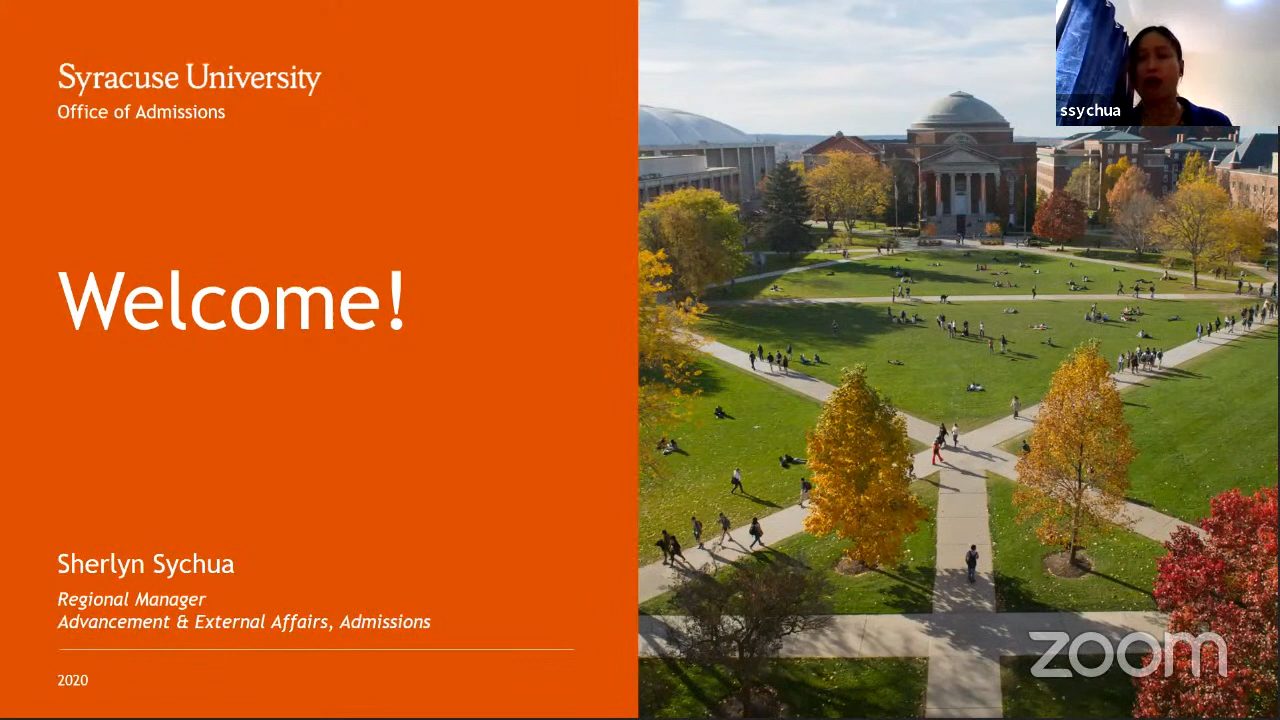 Syracuse University
Office of Admissions
ssychua
Welcome!
Sherlyn Sychua
Regional Manager
Advancement & External Affairs, Admissions
2020
zoom